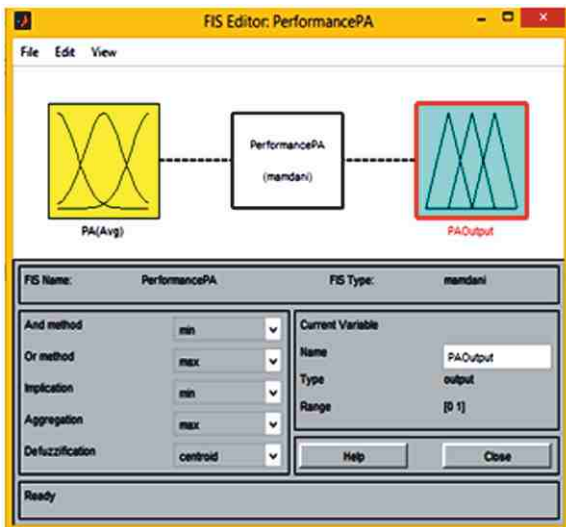 FIS Editor: PerformancePA
File Edit View
PerformancePA
(mamdani)
PA(Avg)
PAOutput
FIS Name: PerformancePA FIS Type: mamdani
And method min
Or method max
Implication min
Aggregation max
Defuzzification centroid
Current Variable
Name PAOutput
Type output
Range [0 1]
Help Close
Ready